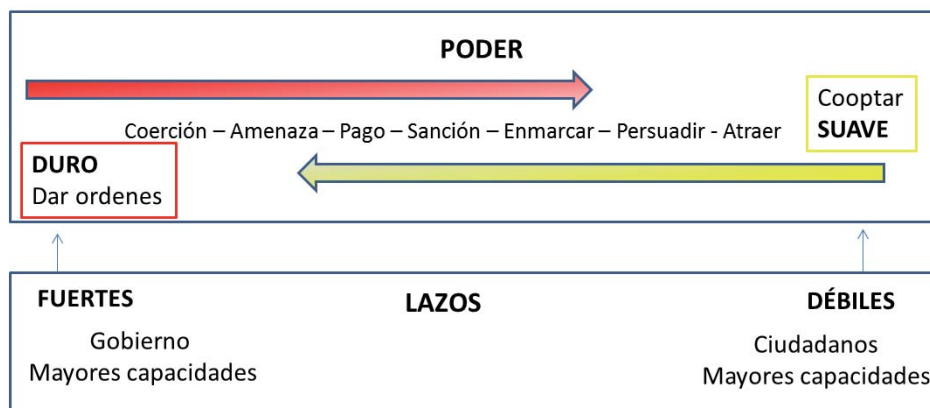 PODER
Cooptar
SUAVE
Coerción – Amenaza – Pago – Sanción – Enmarcar – Persuadir - Atraer
DURO
Dar ordenes
FUERTES
LAZOS
DÉBILES
Gobierno
Mayores capacidades
Ciudadanos
Mayores capacidades